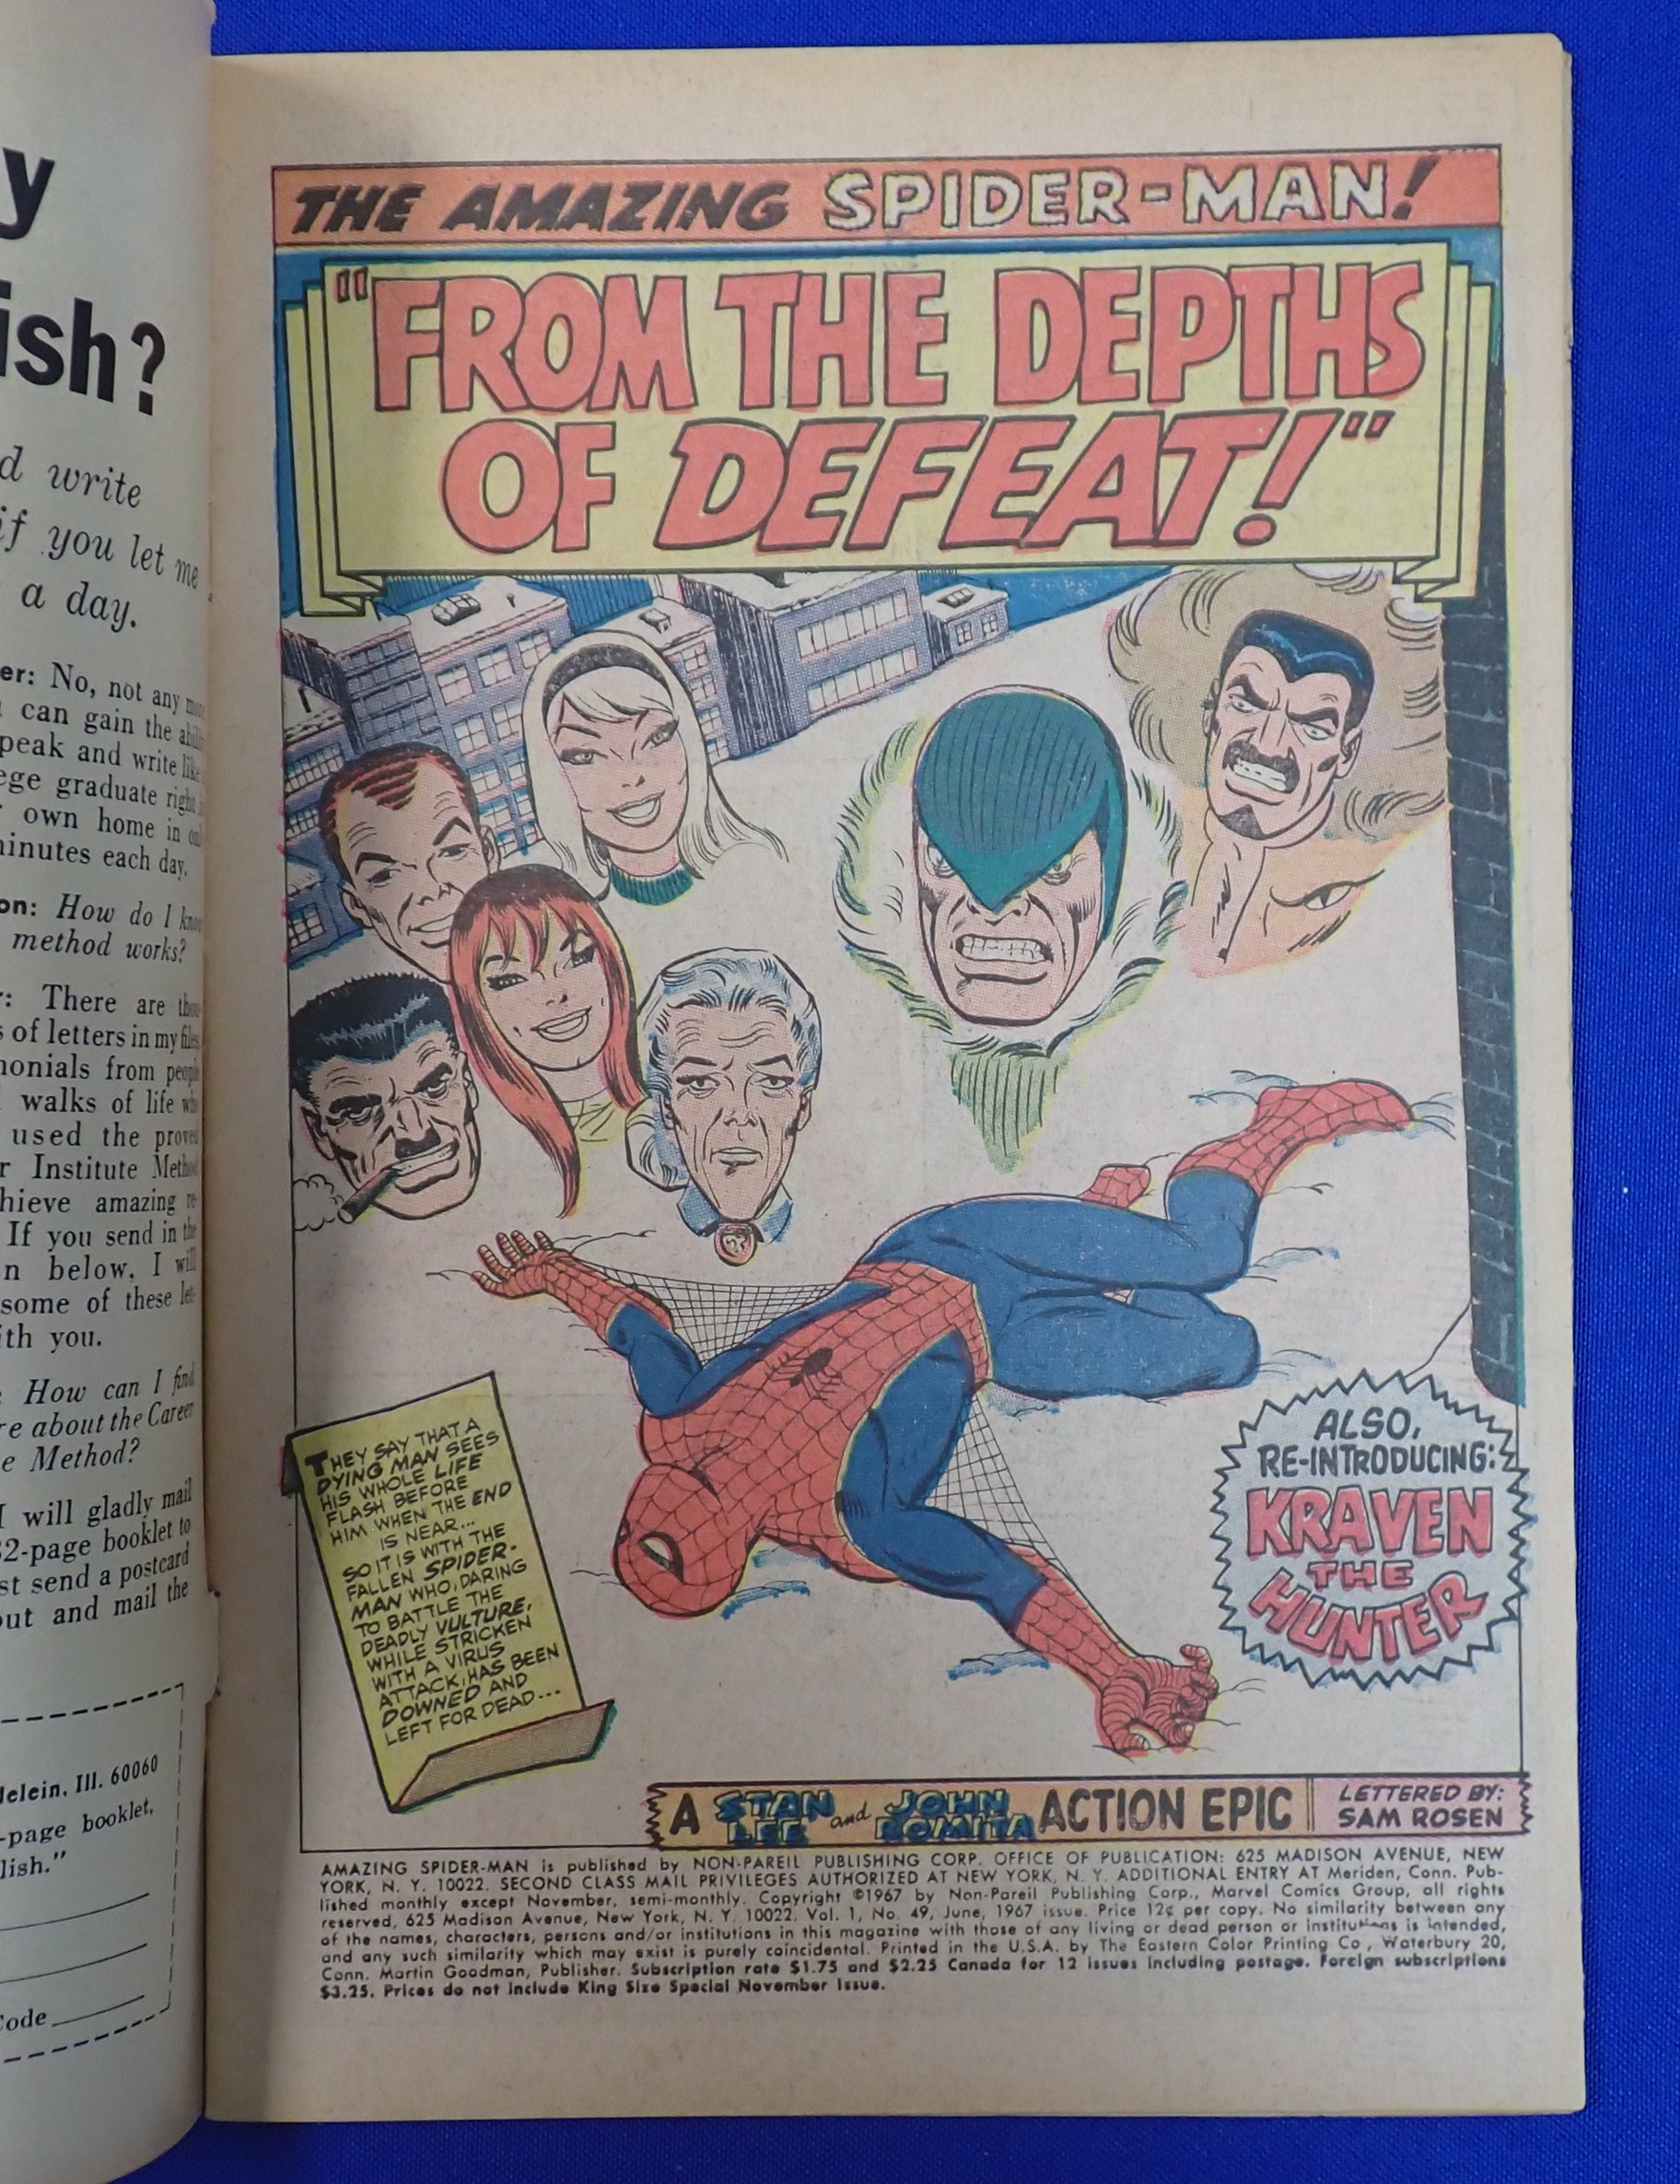 y
ish?
d write
if you let me
a day.
er: No, not any
can gain the
peak and write like
ege graduate right
own home in
minutes each day.
on: How do I
method works?
r: There are
s of letters in my files
monials from people
walks of life
used the proved
r Institute Method
chieve amazing re-
If you send in the
n below, I will
some of these let-
ith you.
: How can I find
re about the Career
e Method?
I will gladly mail
32-page booklet to
st send a postcard
out and mail the
delein, Ill. 60060
-page booklet,
lish."
Code
THE AMAZING SPIDER-MAN!
"FROM THE DEPTHS
OF DEFEAT!"
THEY SAY THAT A
DYING MAN SEES
HIS WHOLE LIFE
FLASH BEFORE
HIM WHEN THE END
IS NEAR...
SO IT IS WITH THE
FALLEN SPIDER-
MAN WHO, DARING
TO BATTLE THE
DEADLY VULTURE,
WHILE STRICKEN
WITH A VIRUS
ATTACK, HAS BEEN
DOWNED AND
LEFT FOR DEAD...
ALSO,
RE-INTRODUCING:
KRAVEN
THE
HUNTER
A STAN LEE and JOHN ROMITA ACTION EPIC
LETTERED BY:
SAM ROSEN
AMAZING SPIDER-MAN is published by NON-PAREIL PUBLISHING CORP. OFFICE OF PUBLICATION: 625 MADISON AVENUE, NEW
YORK, N. Y. 10022. SECOND CLASS MAIL PRIVILEGES AUTHORIZED AT NEW YORK, N. Y. ADDITIONAL ENTRY AT Meriden, Conn. Pub-
lished monthly except November, semi-monthly. Copyright ©1967 by Non-Pareil Publishing Corp., Marvel Comics Group, all rights
reserved, 625 Madison Avenue, New York, N. Y. 10022. Vol. 1, No. 49, June, 1967 issue. Price 12¢ per copy. No similarity between any
of the names, characters, persons and/or institutions in this magazine with those of any living or dead person or institutions is intended,
and any such similarity which may exist is purely coincidental. Printed in the U.S.A. by The Eastern Color Printing Co., Waterbury 20,
Conn. Martin Goodman, Publisher. Subscription rate $1.75 and $2.25 Canada for 12 issues including postage. Foreign subscriptions
$3.25. Prices do not include King Size Special November Issue.